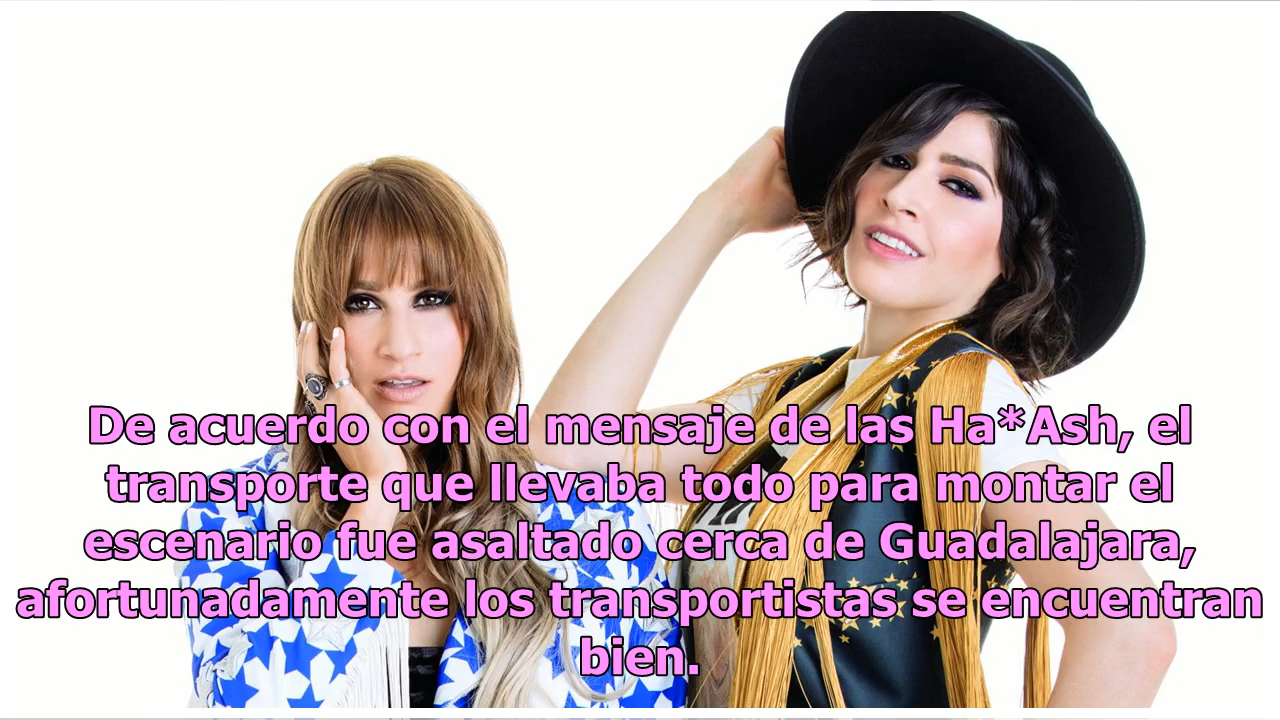 De acuerdo con el mensaje de las Ha*Ash, el
transporte que llevaba todo para montar el
escenario fue asaltado cerca de Guadalajara,
afortunadamente los transportistas se encuentran
bien.